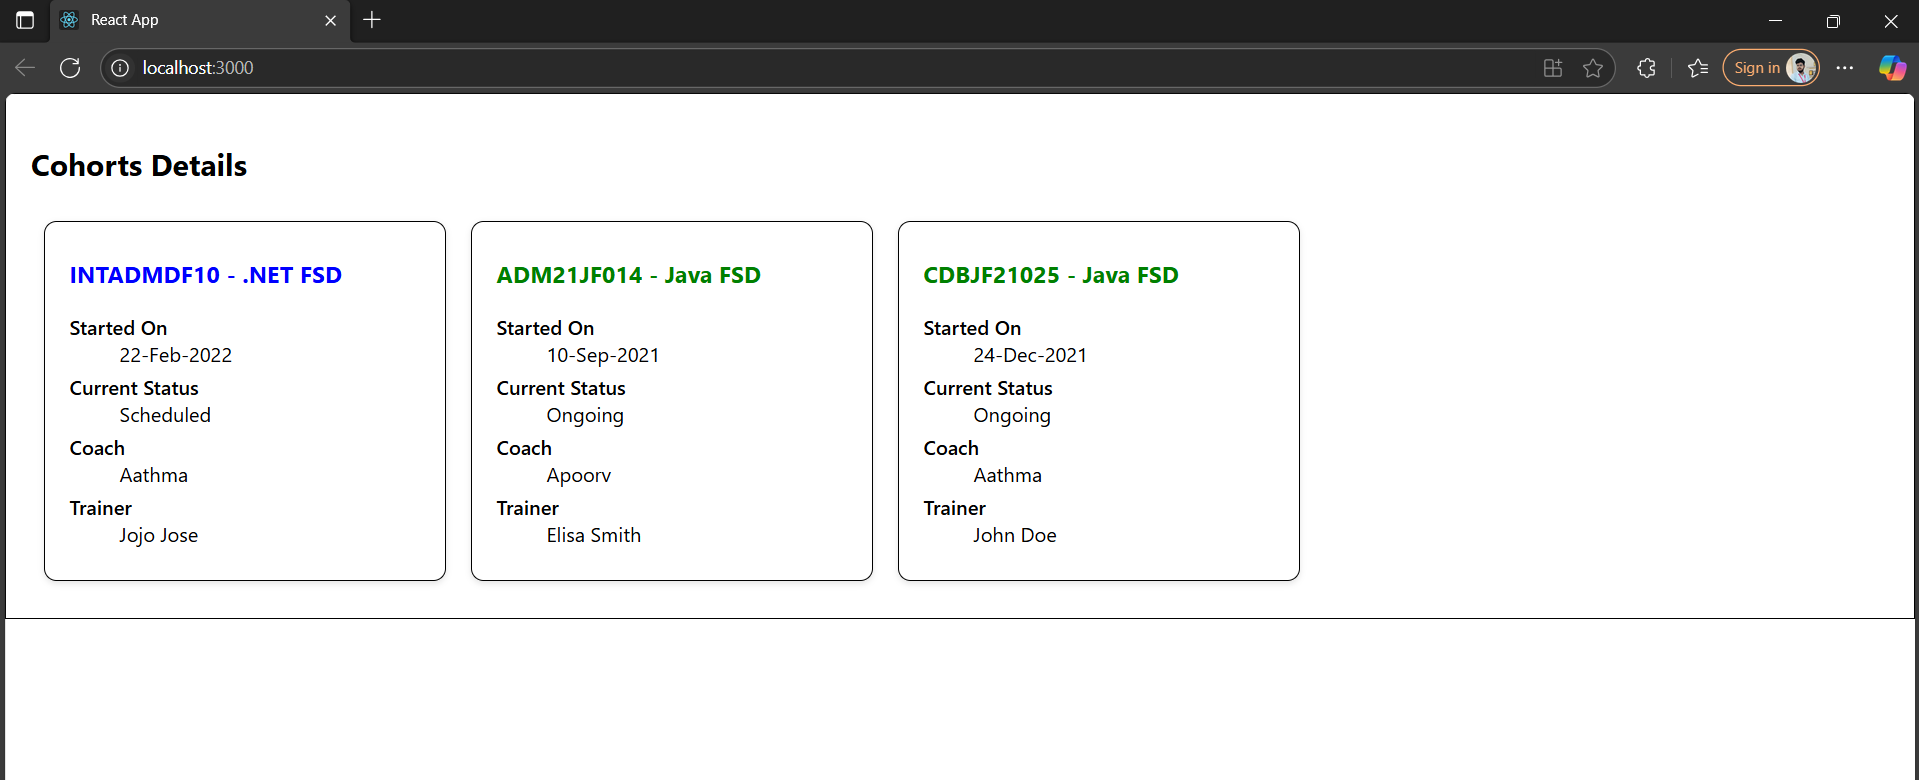 React App
localhost:3000
Sign in
Cohorts Details
INTADMDF10 - .NET FSD
Started On
22-Feb-2022
Current Status
Scheduled
Coach
Aathma
Trainer
Jojo Jose
ADM21JF014 - Java FSD
Started On
10-Sep-2021
Current Status
Ongoing
Coach
Apoorv
Trainer
Elisa Smith
CDBJF21025 - Java FSD
Started On
24-Dec-2021
Current Status
Ongoing
Coach
Aathma
Trainer
John Doe